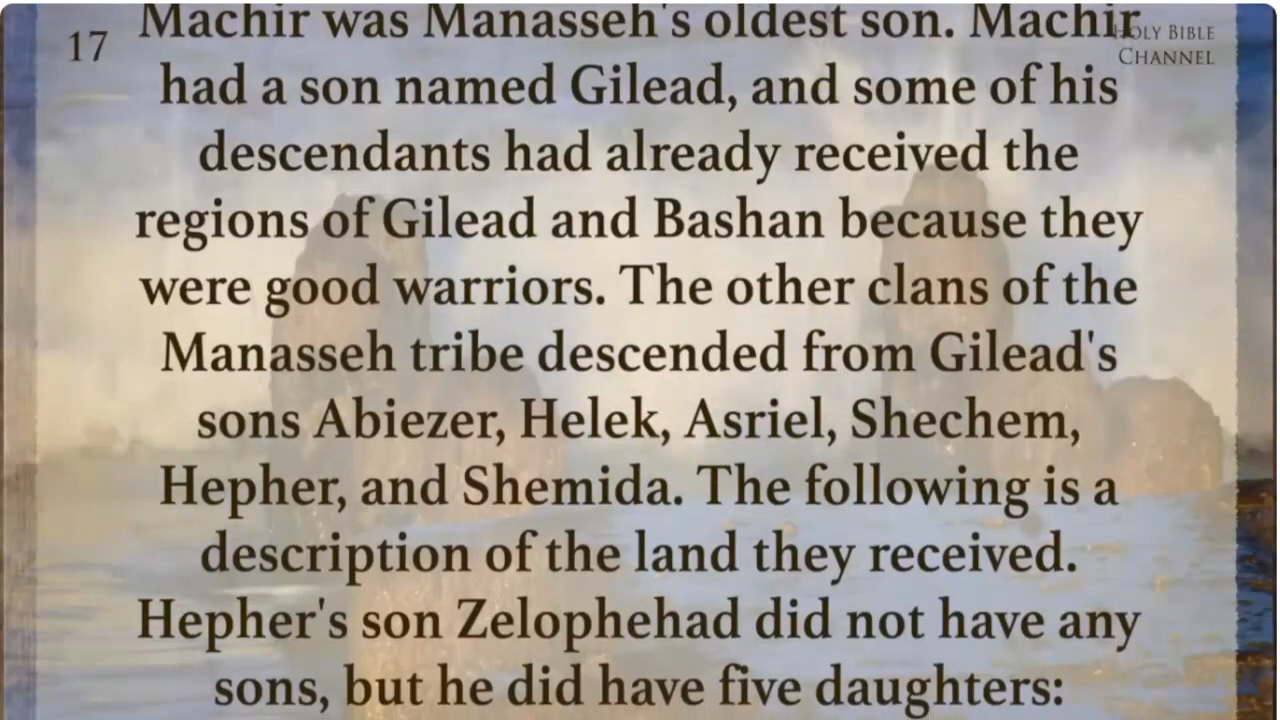 17
Machir was Manasseh's oldest son. Machir
HOLY BIBLE
CHANNEL
had a son named Gilead, and some of his
descendants had already received the
regions of Gilead and Bashan because they
were good warriors. The other clans of the
Manasseh tribe descended from Gilead's
sons Abiezer, Helek, Asriel, Shechem,
Hepher, and Shemida. The following is a
description of the land they received.
Hepher's son Zelophehad did not have any
sons, but he did have five daughters: